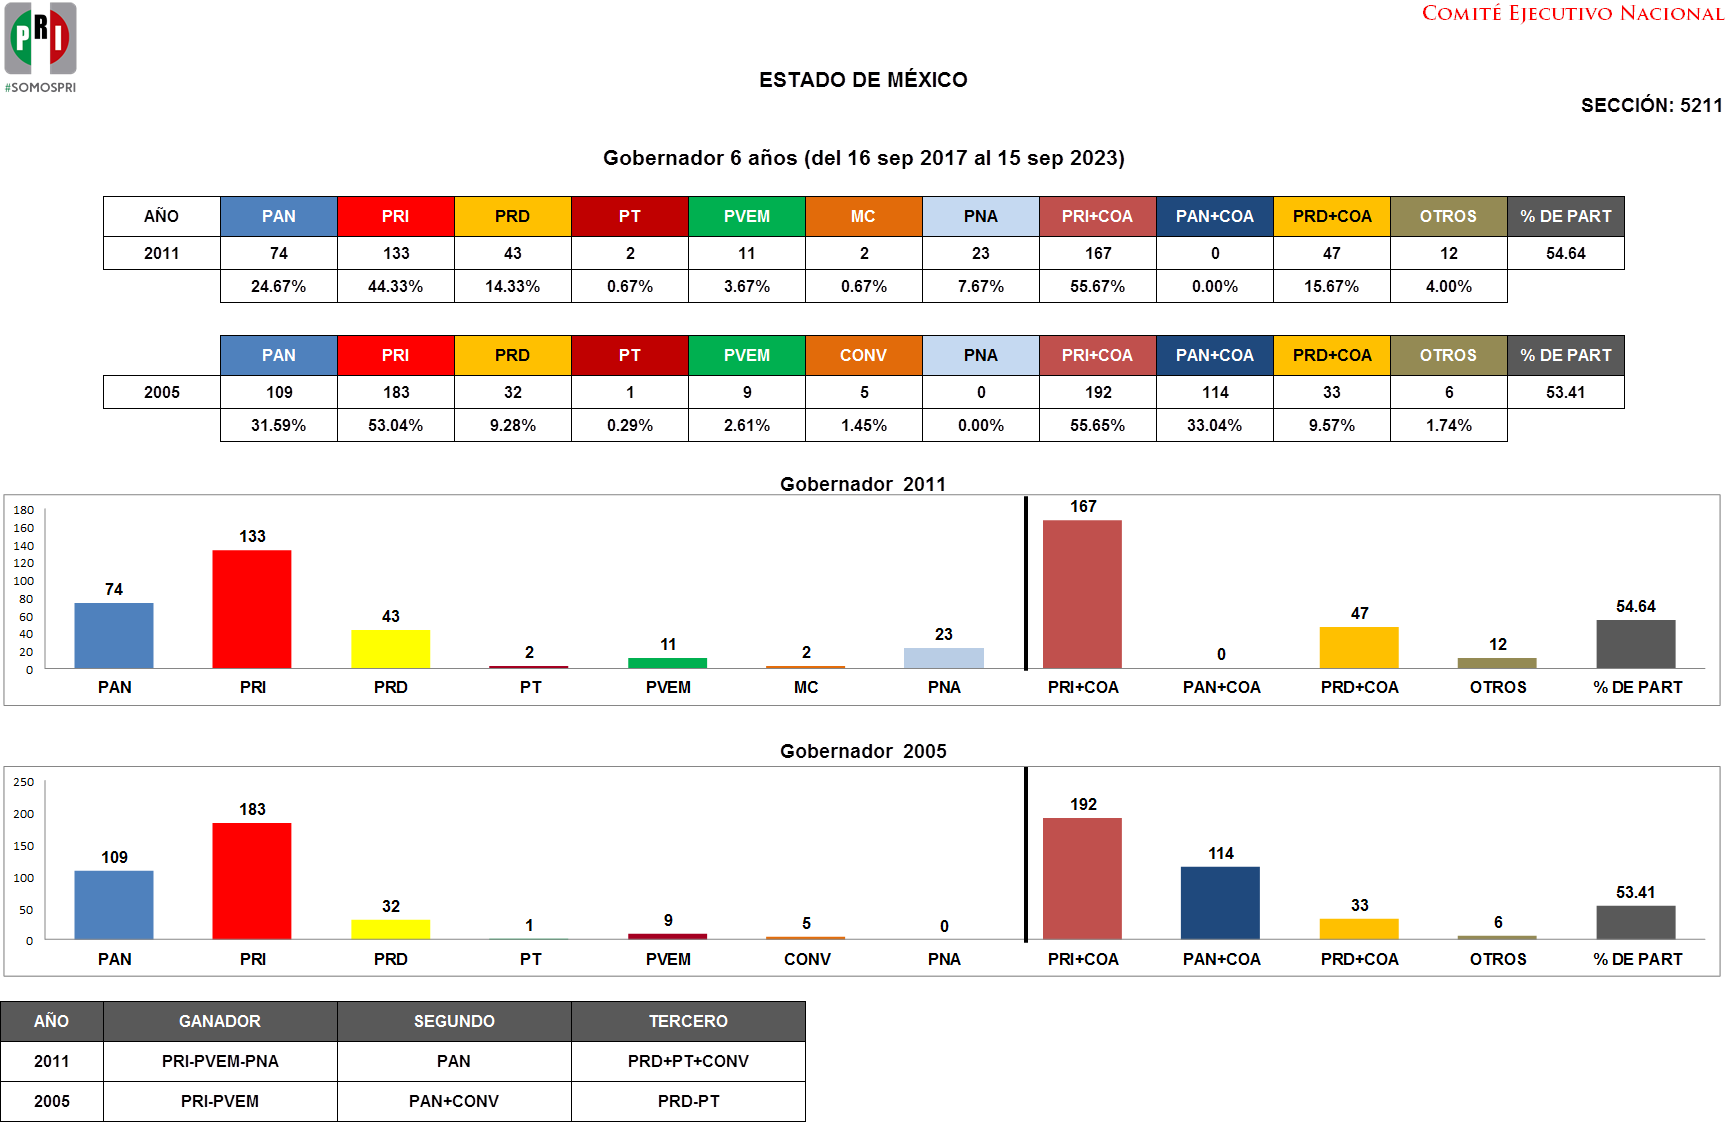 PRI
#SOMOSPRI
COMITÉ EJECUTIVO NACIONAL
ESTADO DE MÉXICO
SECCIÓN: 5211
Gobernador 6 años (del 16 sep 2017 al 15 sep 2023)
AÑO PAN PRI PRD PT PVEM MC PNA PRI+COA PAN+COA PRD+COA OTROS % DE PART
2011 74 133 43 2 11 2 23 167 0 47 12 54.64
24.67% 44.33% 14.33% 0.67% 3.67% 0.67% 7.67% 55.67% 0.00% 15.67% 4.00%
PAN PRI PRD PT PVEM CONV PNA PRI+COA PAN+COA PRD+COA OTROS % DE PART
2005 109 183 32 1 9 5 0 192 114 33 6 53.41
31.59% 53.04% 9.28% 0.29% 2.61% 1.45% 0.00% 55.65% 33.04% 9.57% 1.74%
Gobernador 2011
180
160
140
120
100
80
60
40
20
0
74 133 43 2 11 2 23 167 0 47 12 54.64
PAN PRI PRD PT PVEM MC PNA PRI+COA PAN+COA PRD+COA OTROS % DE PART
Gobernador 2005
250
200
150
100
50
0
109 183 32 1 9 5 0 192 114 33 6 53.41
PAN PRI PRD PT PVEM CONV PNA PRI+COA PAN+COA PRD+COA OTROS % DE PART
AÑO GANADOR SEGUNDO TERCERO
2011 PRI-PVEM-PNA PAN PRD+PT+CONV
2005 PRI-PVEM PAN+CONV PRD-PT